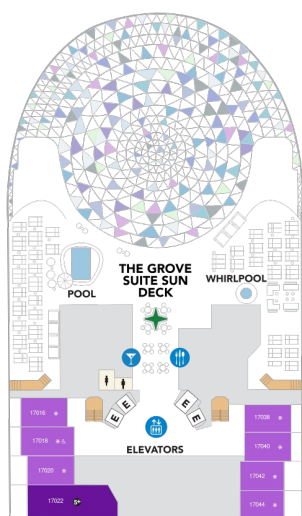 THE GROVE
SUITE SUN
DECK
POOL
WHIRLPOOL
E
E
E
E
ELEVATORS
17016
17018
17020
17022
S+
17038
17040
17042
17044